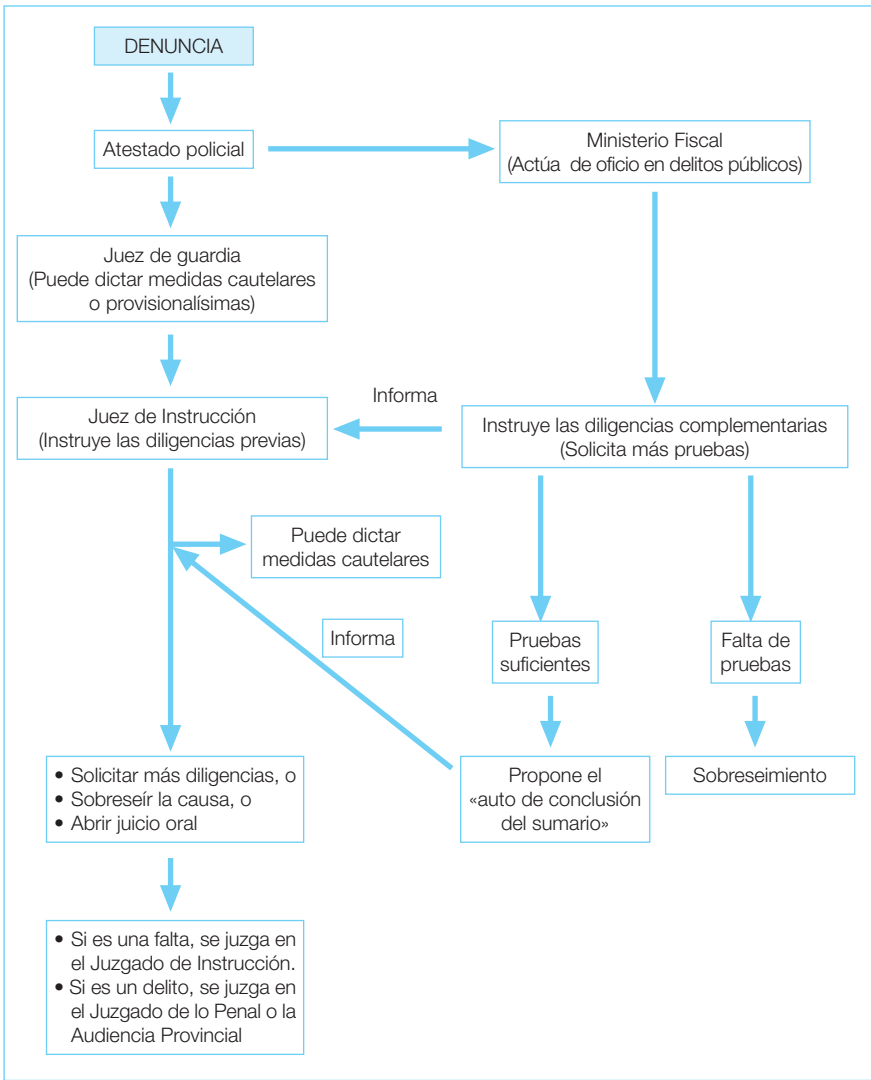 DENUNCIA
Atestado policial
Ministerio Fiscal
(Actúa de oficio en delitos públicos)
Juez de guardia
(Puede dictar medidas cautelares
o provisionalísimas)
Informa
Juez de Instrucción
(Instruye las diligencias previas)
Instruye las diligencias complementarias
(Solicita más pruebas)
Puede dictar
medidas cautelares
Informa
Pruebas
suficientes
Falta de
pruebas
• Solicitar más diligencias, o
• Sobreseír la causa, o
• Abrir juicio oral
Propone el
«auto de conclusión
del sumario»
Sobreseimiento
• Si es una falta, se juzga en
el Juzgado de Instrucción.
• Si es un delito, se juzga en
el Juzgado de lo Penal o la
Audiencia Provincial